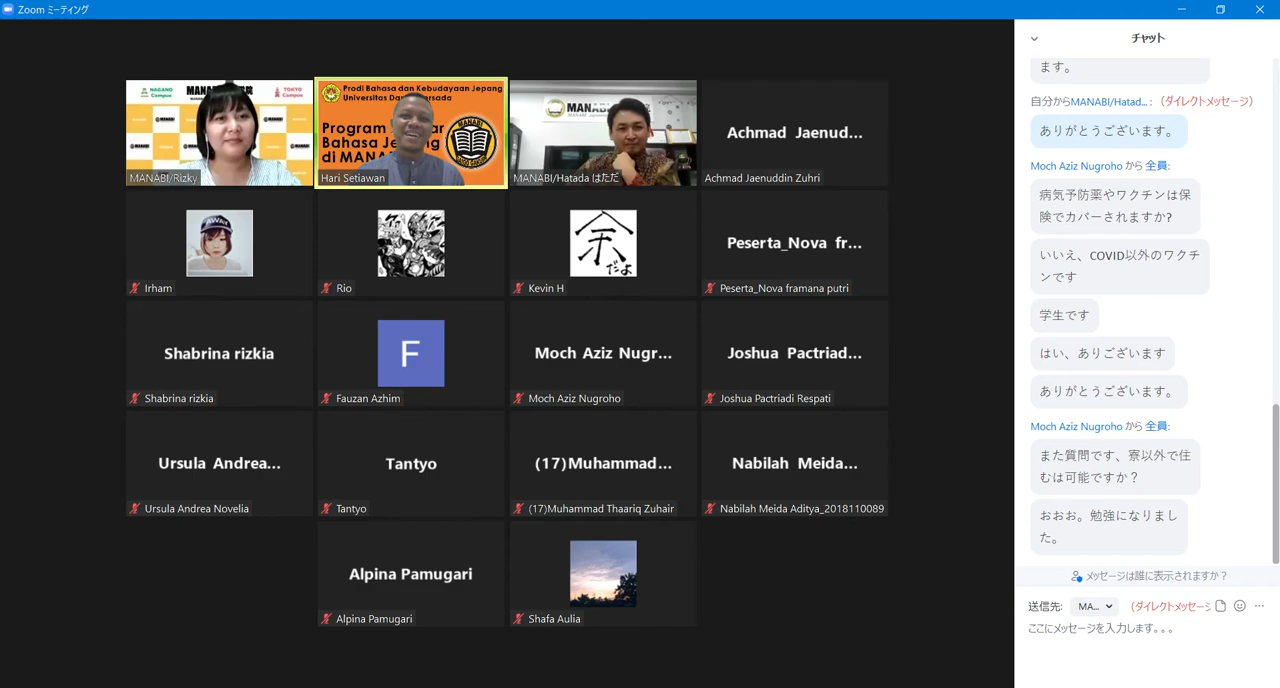 Zoom ミーティング
NAGANO
Campus
TOKYO
Campus
MANABI
MANABI
MANABI/Rizky
Prodi Bahasa dan Kebudayaan Jepang
Program
Bahasa
di
MANABI
Hari Setiawan
MANABI/Hatada はただ
Achmad Jaenud...
Achmad Jaenuddin Zuhri
AWAY
Irham
Rio
余
だよ
Kevin H
Peserta_Nova fr...
Peserta_Nova framana putri
Shabrina rizkia
Shabrina rizkia
F
Fauzan Azhim
Moch Aziz Nugr...
Moch Aziz Nugroho
Joshua Pactriad...
Joshua Pactriadi Respati
Ursula Andrea...
Ursula Andrea Novelia
Tantyo
Tantyo
(17)Muhammad...
(17)Muhammad Thaariq Zuhair
Nabilah Meida...
Nabilah Meida Aditya_2018110089
Alpina Pamugari
Alpina Pamugari
Shafa Aulia
チャット
ます。
自分からMANABI/Hatad... : （ダイレクトメッセージ）
ありがとうございます。
Moch Aziz Nugroho から 全員:
病気予防薬やワクチンは保
険でカバーされますか?
いいえ、COVID以外のワクチ
ンです
学生です
はい、ありございます
ありがとうございます。
Moch Aziz Nugroho から 全員:
また質問です、寮以外で住
むは可能ですか？
おおお。勉強になりまし
た。
メッセージは誰に表示されますか？
送信先: MA... （ダイレクトメッセージ
ここにメッセージを入力します。。。